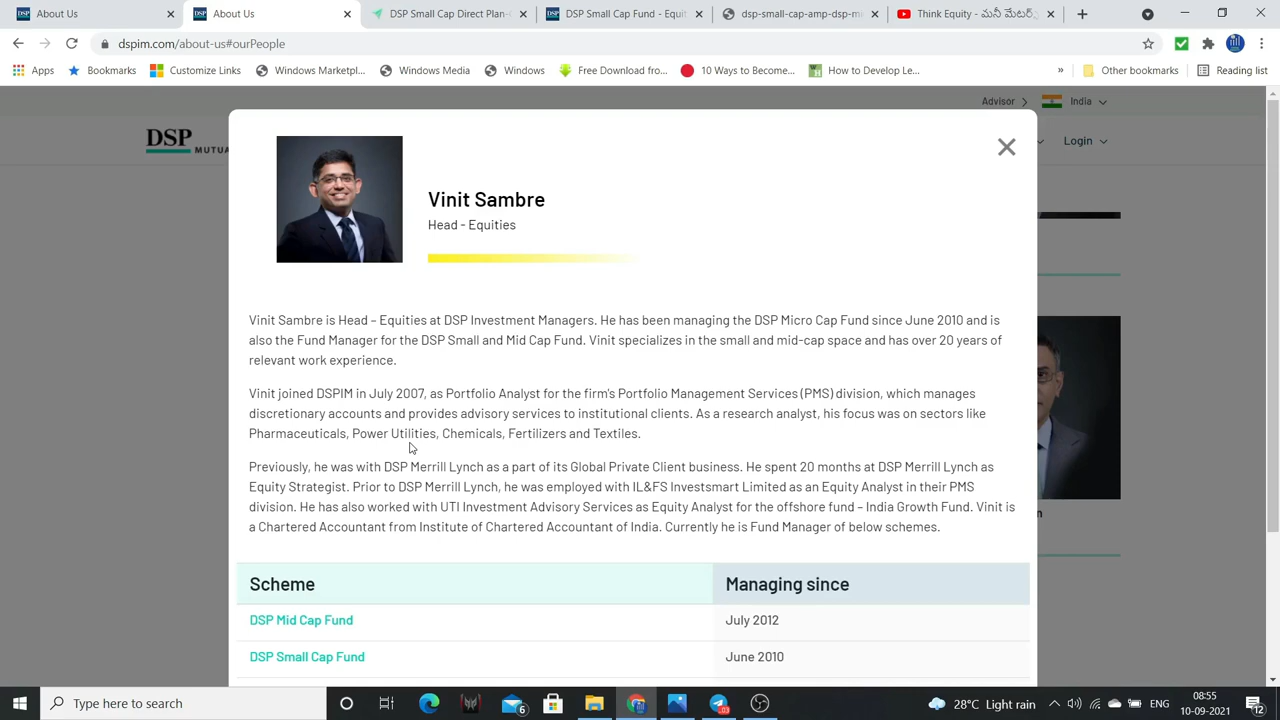 About Us
About Us
DSP Small Cap Direct Plan-
DSP Small Cap Fund - Equit
dsp-small-cap-amp-dsp-m
Think Equity - మనీ మేటర్స్
dspim.com/about-us#ourPeople
Apps
Bookmarks
Customize Links
Windows Marketpl...
Windows Media
Windows
Free Download fro...
10 Ways to Become...
How to Develop Le...
»
Other bookmarks
Reading list
Advisor
India
DSP
MUTUA
Login
Vinit Sambre
Head - Equities
Vinit Sambre is Head – Equities at DSP Investment Managers. He has been managing the DSP Micro Cap Fund since June 2010 and is
also the Fund Manager for the DSP Small and Mid Cap Fund. Vinit specializes in the small and mid-cap space and has over 20 years of
relevant work experience.
Vinit joined DSPIM in July 2007, as Portfolio Analyst for the firm's Portfolio Management Services (PMS) division, which manages
discretionary accounts and provides advisory services to institutional clients. As a research analyst, his focus was on sectors like
Pharmaceuticals, Power Utilities, Chemicals, Fertilizers and Textiles.
Previously, he was with DSP Merrill Lynch as a part of its Global Private Client business. He spent 20 months at DSP Merrill Lynch as
Equity Strategist. Prior to DSP Merrill Lynch, he was employed with IL&FS Investsmart Limited as an Equity Analyst in their PMS
division. He has also worked with UTI Investment Advisory Services as Equity Analyst for the offshore fund – India Growth Fund. Vinit is
a Chartered Accountant from Institute of Chartered Accountant of India. Currently he is Fund Manager of below schemes.
Scheme
Managing since
DSP Mid Cap Fund
July 2012
DSP Small Cap Fund
June 2010
Type here to search
28°C Light rain
ENG
08:55
10-09-2021